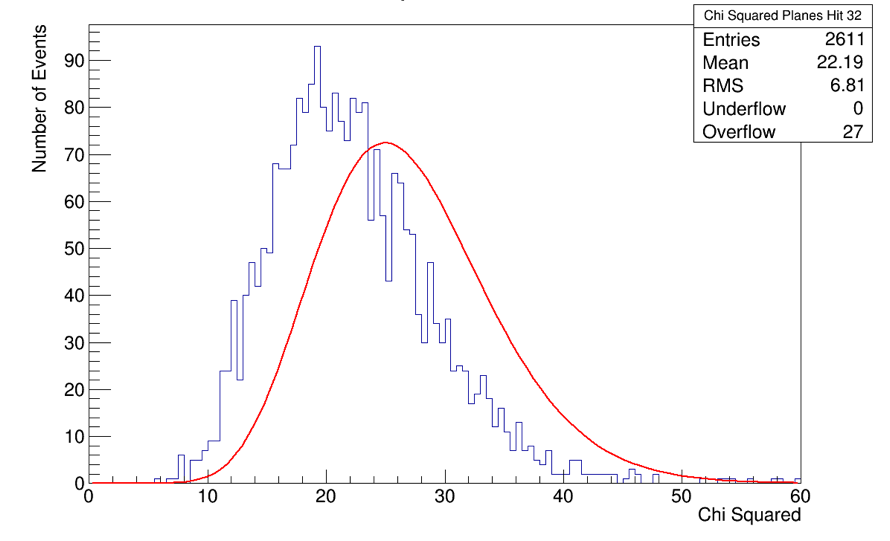 Chi Squared Planes Hit 32
Entries 2611
Mean 22.19
RMS 6.81
Underflow 0
Overflow 27
Number of Events
90
80
70
60
50
40
30
20
10
0
0 10 20 30 40 50 60
Chi Squared